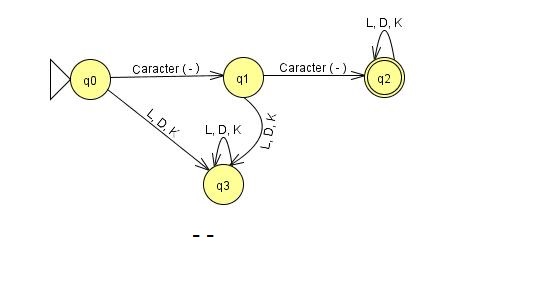 L, D, K
Caracter ( - )
Caracter ( - )
q0
q1
q2
L, D, K
L, D, K
L, D, K
q3
- -